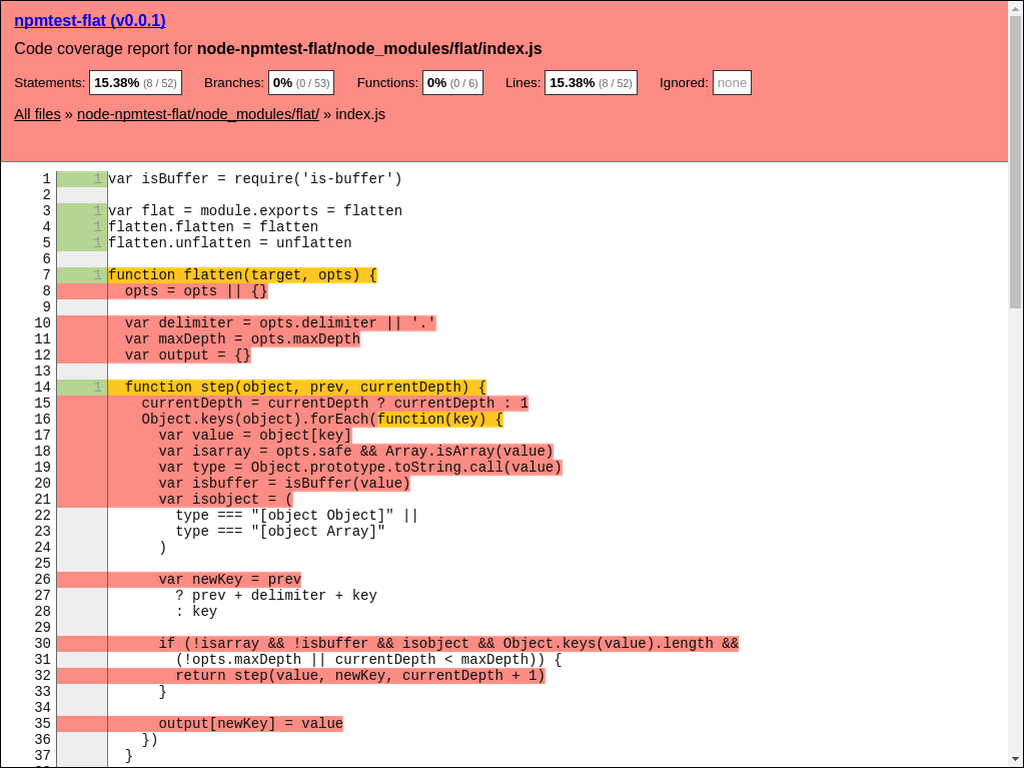 npmtest-flat (v0.0.1)
Code coverage report for node-npmtest-flat/node_modules/flat/index.js
Statements: 15.38% (8 / 52) Branches: 0% (0 / 53) Functions: 0% (0 / 6) Lines: 15.38% (8 / 52) Ignored: none
All files » node-npmtest-flat/node_modules/flat/ » index.js
1 1 var isBuffer = require('is-buffer')
2
3 1 var flat = module.exports = flatten
4 1 flatten.flatten = flatten
5 1 flatten.unflatten = unflatten
6
7 1 function flatten(target, opts) {
8 opts = opts || {}
9
10 var delimiter = opts.delimiter || '.'
11 var maxDepth = opts.maxDepth
12 var output = {}
13
14 1 function step(object, prev, currentDepth) {
15 currentDepth = currentDepth ? currentDepth : 1
16 Object.keys(object).forEach(function(key) {
17 var value = object[key]
18 var isarray = opts.safe && Array.isArray(value)
19 var type = Object.prototype.toString.call(value)
20 var isbuffer = isBuffer(value)
21 var isobject = (
22 type === "[object Object]" ||
23 type === "[object Array]"
24 )
25
26 var newKey = prev
27 ? prev + delimiter + key
28 : key
29
30 if (!isarray && !isbuffer && isobject && Object.keys(value).length &&
31 (!opts.maxDepth || currentDepth < maxDepth)) {
32 return step(value, newKey, currentDepth + 1)
33 }
34
35 output[newKey] = value
36 })
37 }